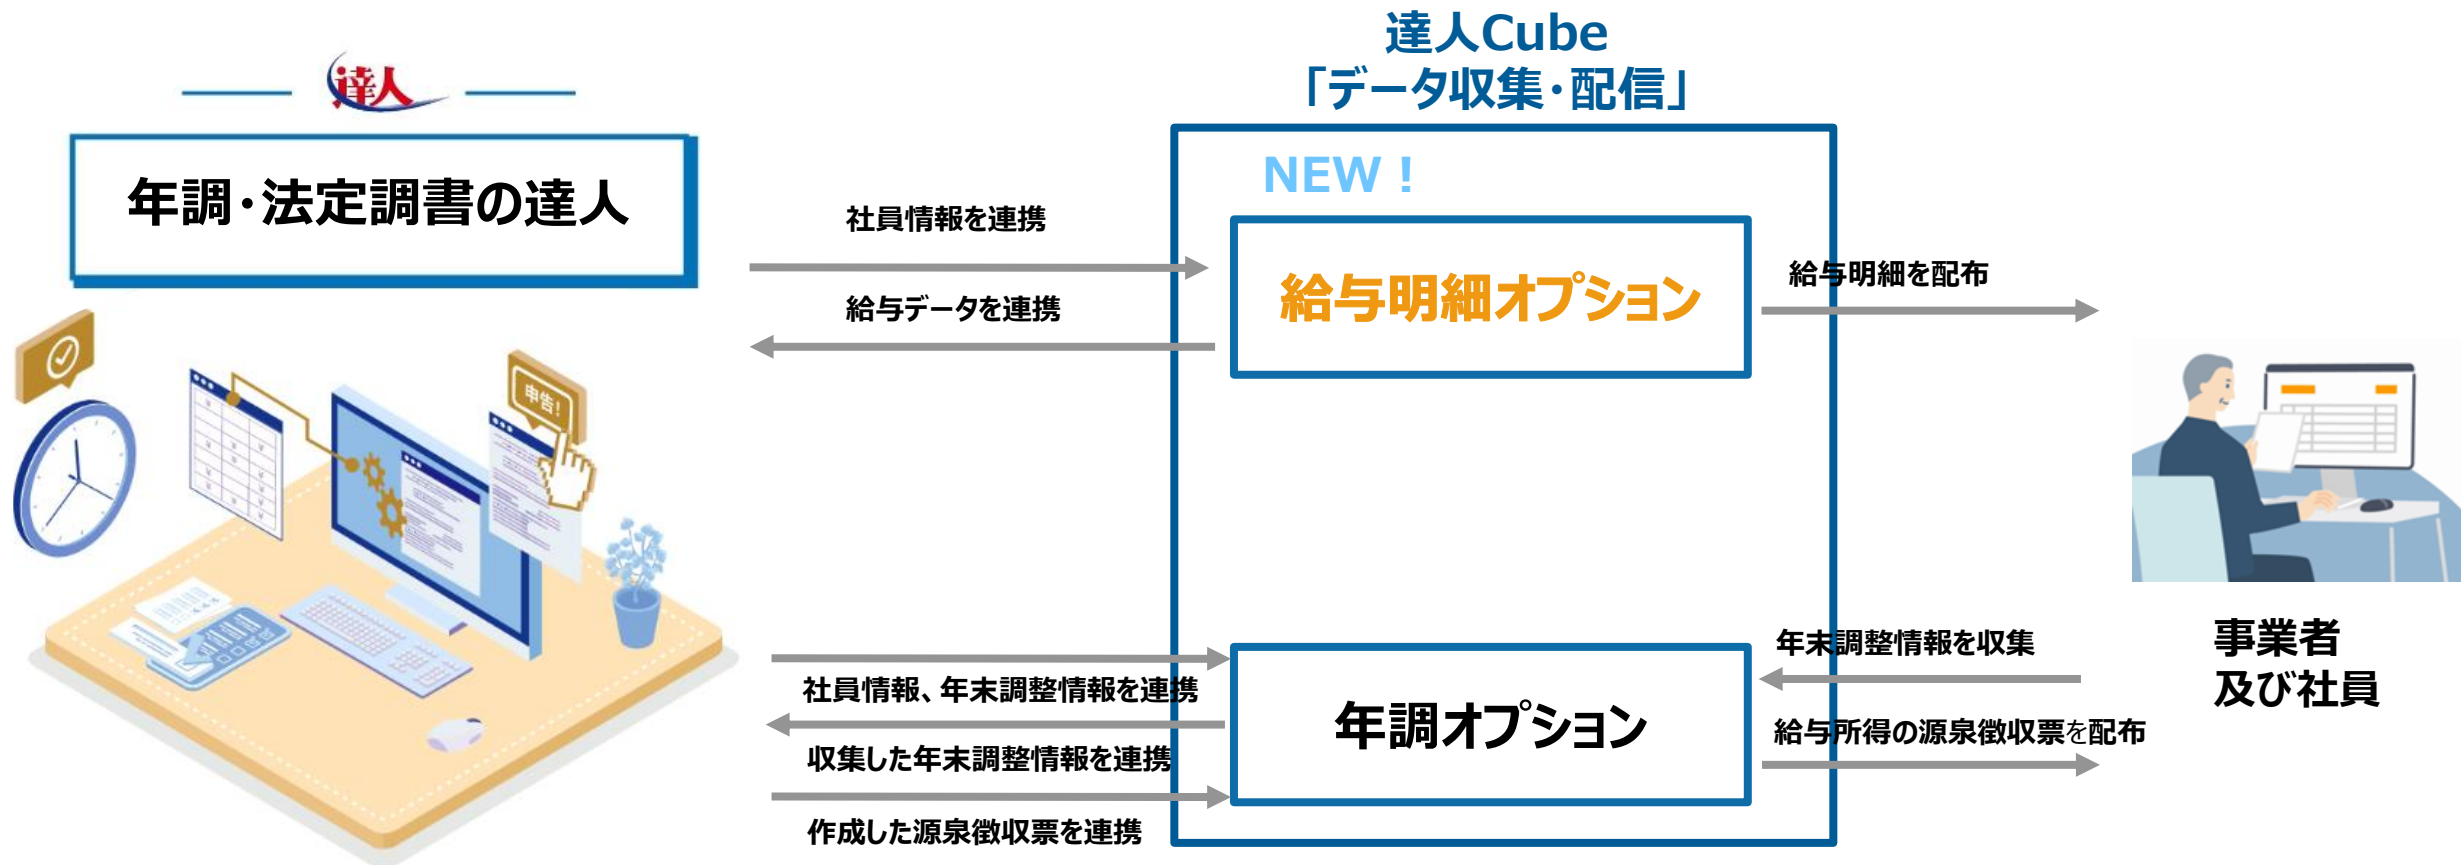 達人Cube
「データ収集・配信」
達人
年調・法定調書の達人
NEW！
社員情報を連携
給与データを連携
給与明細オプション
給与明細を配布
申告！
社員情報、年末調整情報を連携
収集した年末調整情報を連携
作成した源泉徴収票を連携
年調オプション
年末調整情報を収集
給与所得の源泉徴収票を配布
事業者
及び社員